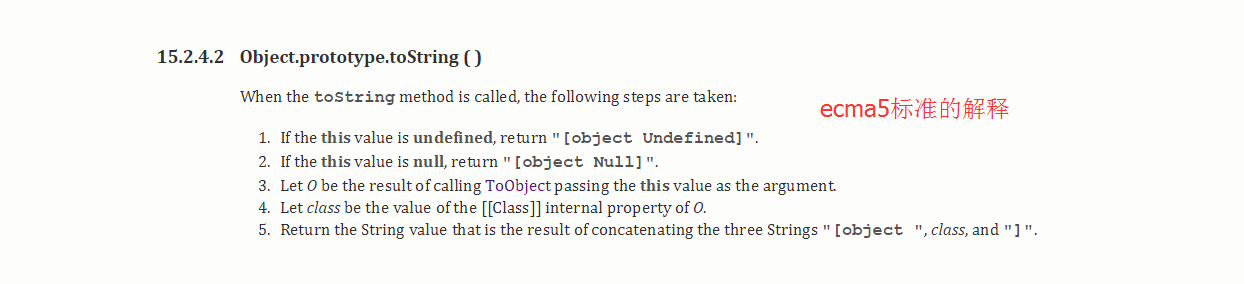 15.2.4.2 Object.prototype.toString ( )
When the toString method is called, the following steps are taken:
ecma5标准的解释
1. If the this value is undefined, return "[object Undefined]".
2. If the this value is null, return "[object Null]".
3. Let O be the result of calling ToObject passing the this value as the argument.
4. Let class be the value of the [[Class]] internal property of O.
5. Return the String value that is the result of concatenating the three Strings "[object ", class, and "]".